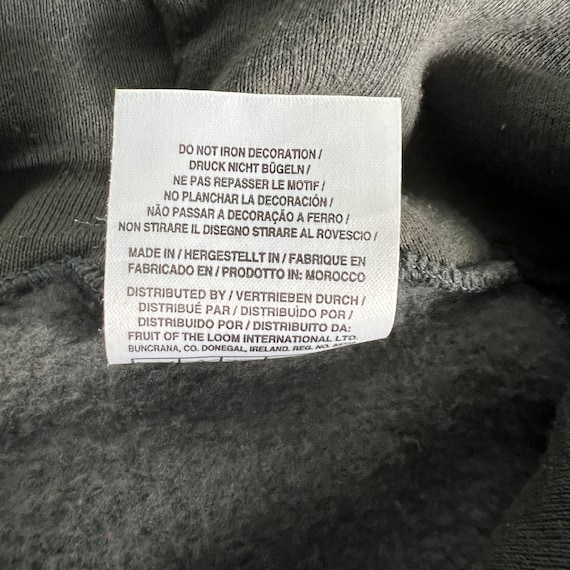 DO NOT IRON DECORATION /
DRUCK NICHT BÜGELN /
NE PAS REPASSER LE MOTIF /
NO PLANCHAR LA DECORACIÓN /
NÃO PASSAR A DECORAÇÃO A FERRO /
NON STIRARE IL DISEGNO STIRARE AL ROVESCIO /
MADE IN / HERGESTELLT IN / FABRIQUE EN
FABRICADO EN / PRODOTTO IN: MOROCCO
DISTRIBUTED BY / VERTRIEBEN DURCH /
DISTRIBUÉ PAR / DISTRIBUÌDO POR /
DISTRIBUIDO POR / DISTRIBUITO DA:
FRUIT OF THE LOOM INTERNATIONAL LTD.
BUNCRANA, CO. DONEGAL, IRELAND. REG. NO.